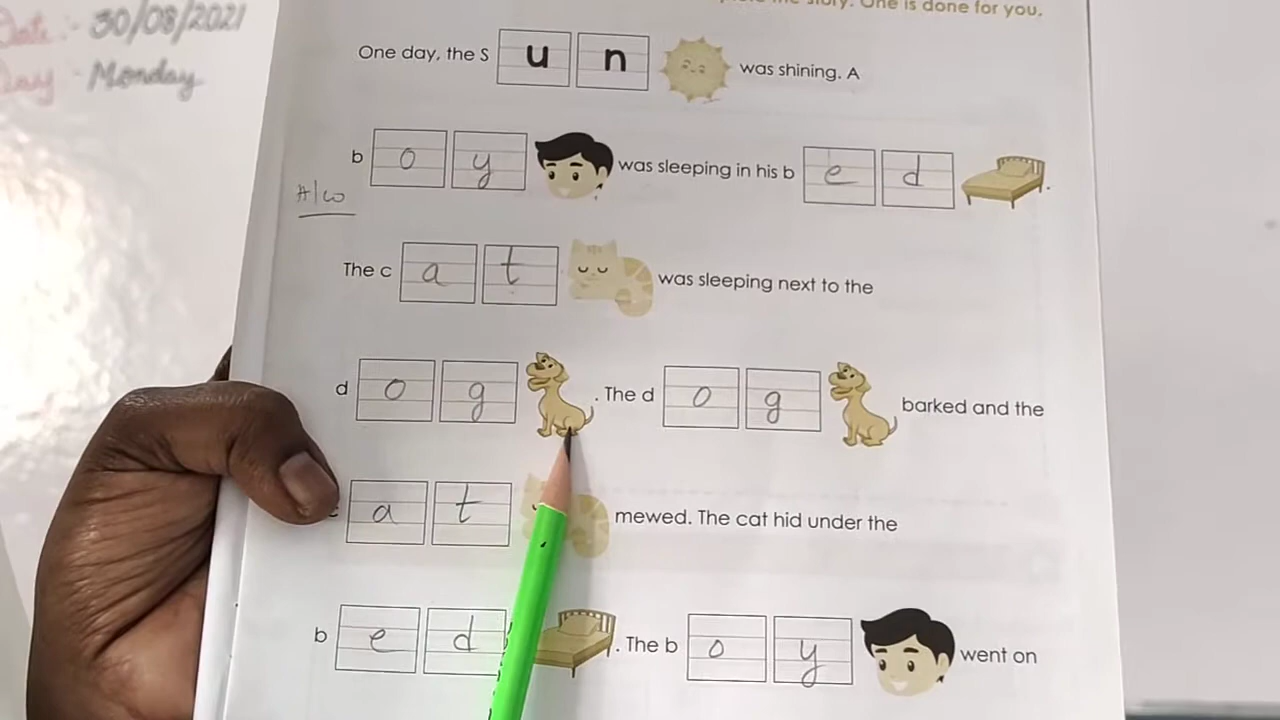 Date :- 30/08/2021
Day - Monday
the story. One is done for you.
One day, the s u n was shining. A
b o y was sleeping in his b e d .
H/w
The c a t was sleeping next to the
d o g . The d o g barked and the
c a t mewed. The cat hid under the
b e d . The b o y went on